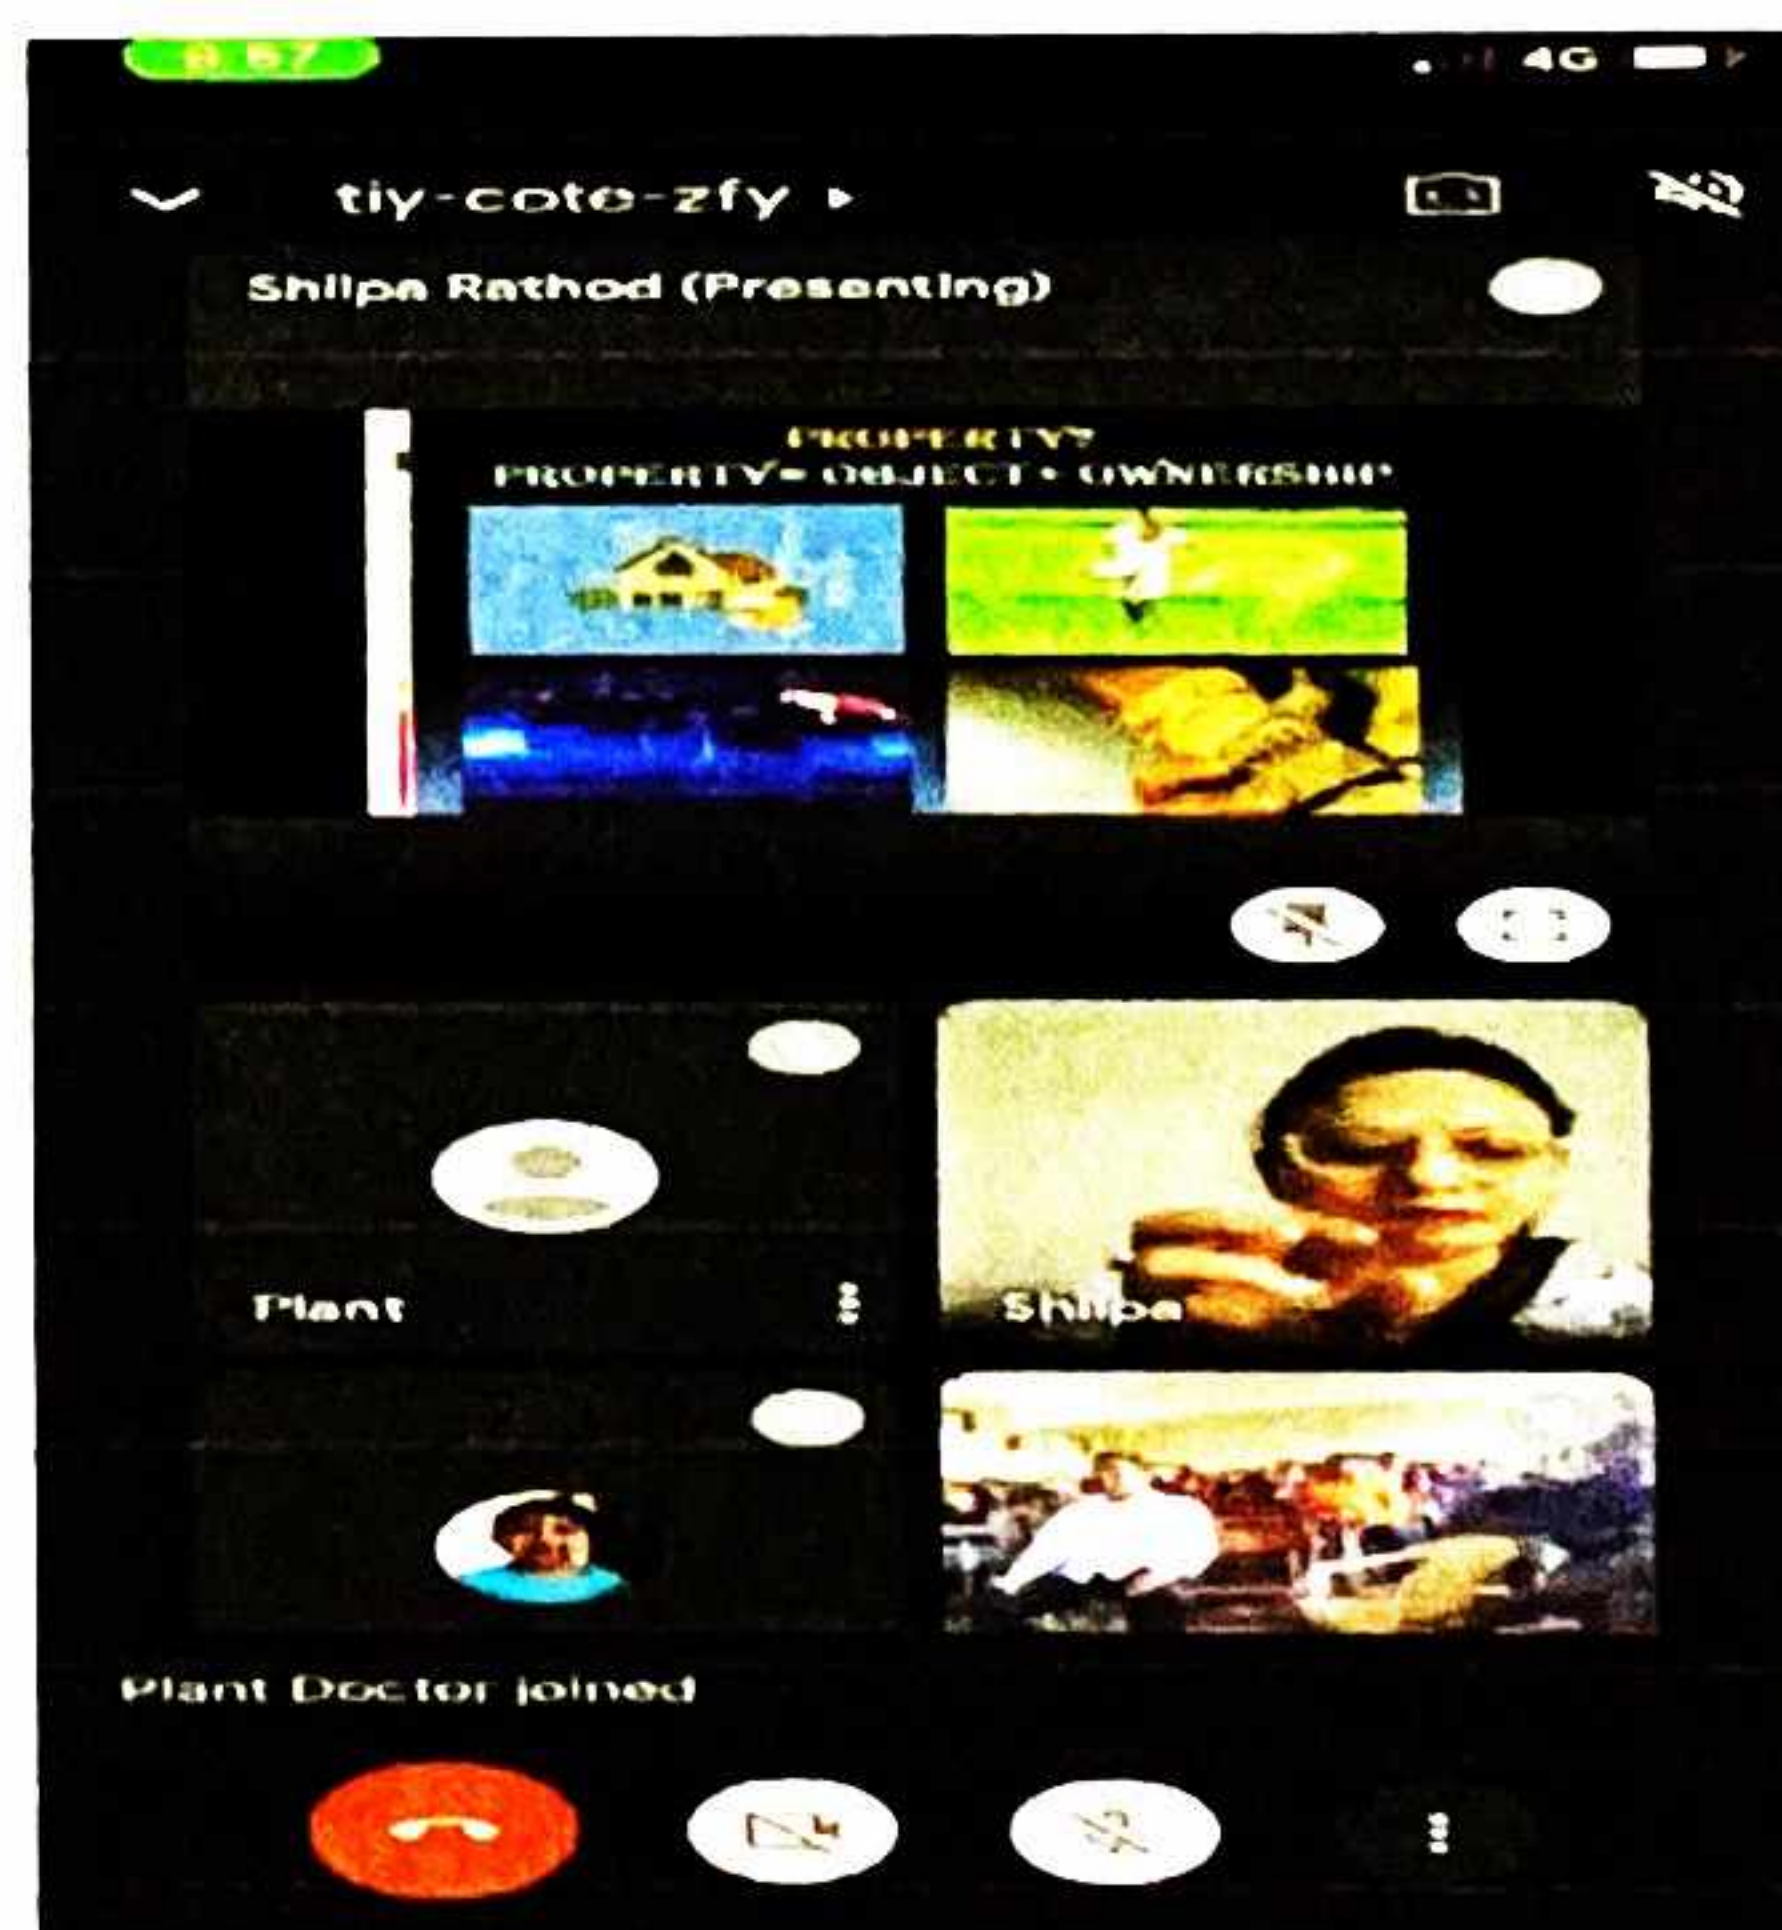 4G
tiy-coto-zfy
Shilpa Rathod (Presenting)
PROPERTY?
PROPERTY= OBJECT + OWNERSHIP
Plant
Shilpa
Plant Doctor joined